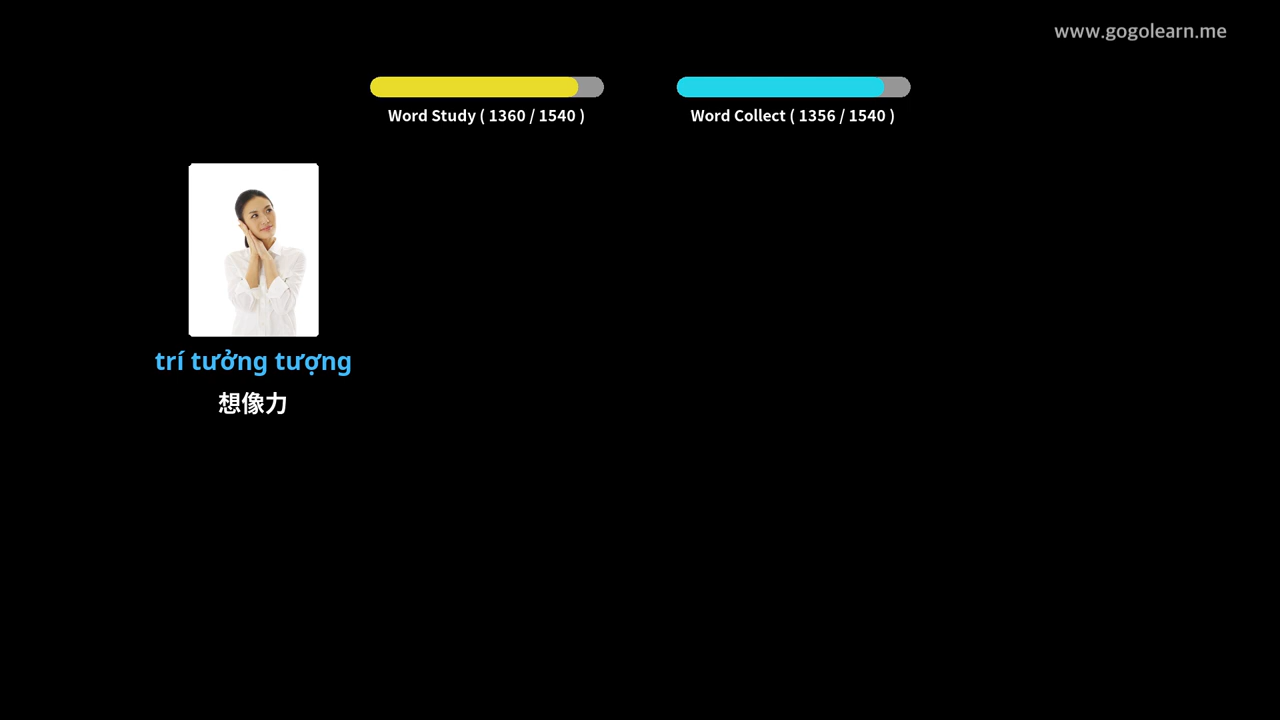 www.gogolearn.me
Word Study ( 1360 / 1540 )
Word Collect ( 1356 / 1540 )
trí tưởng tượng
想像力